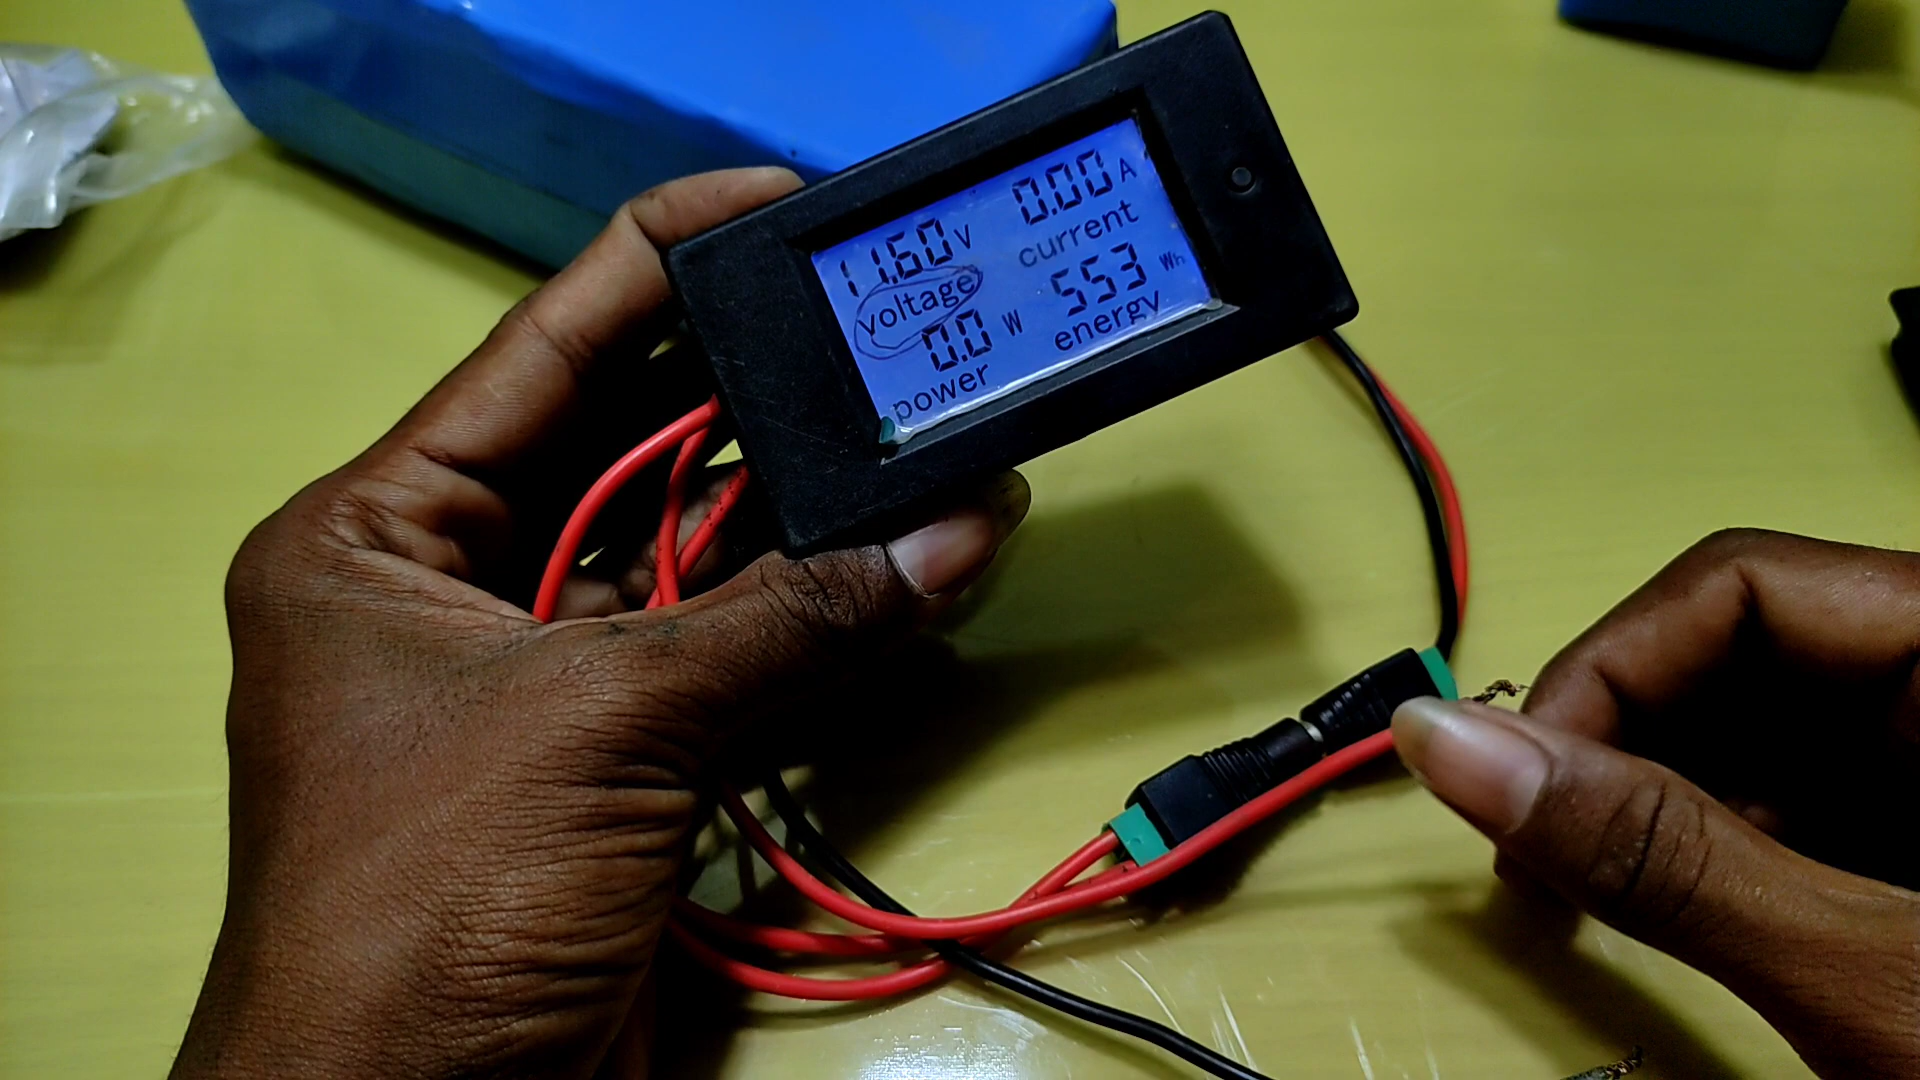 11.60 V 0.00 A
voltage current
0.0 W 553 Wh
power energy